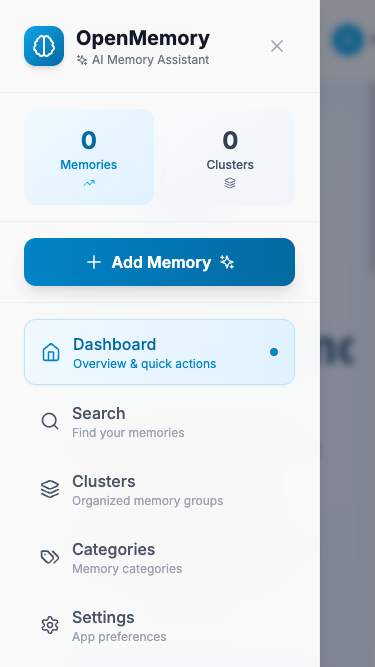 OpenMemory
AI Memory Assistant
0
Memories
0
Clusters
Add Memory
Dashboard
Overview & quick actions
Search
Find your memories
Clusters
Organized memory groups
Categories
Memory categories
Settings
App preferences